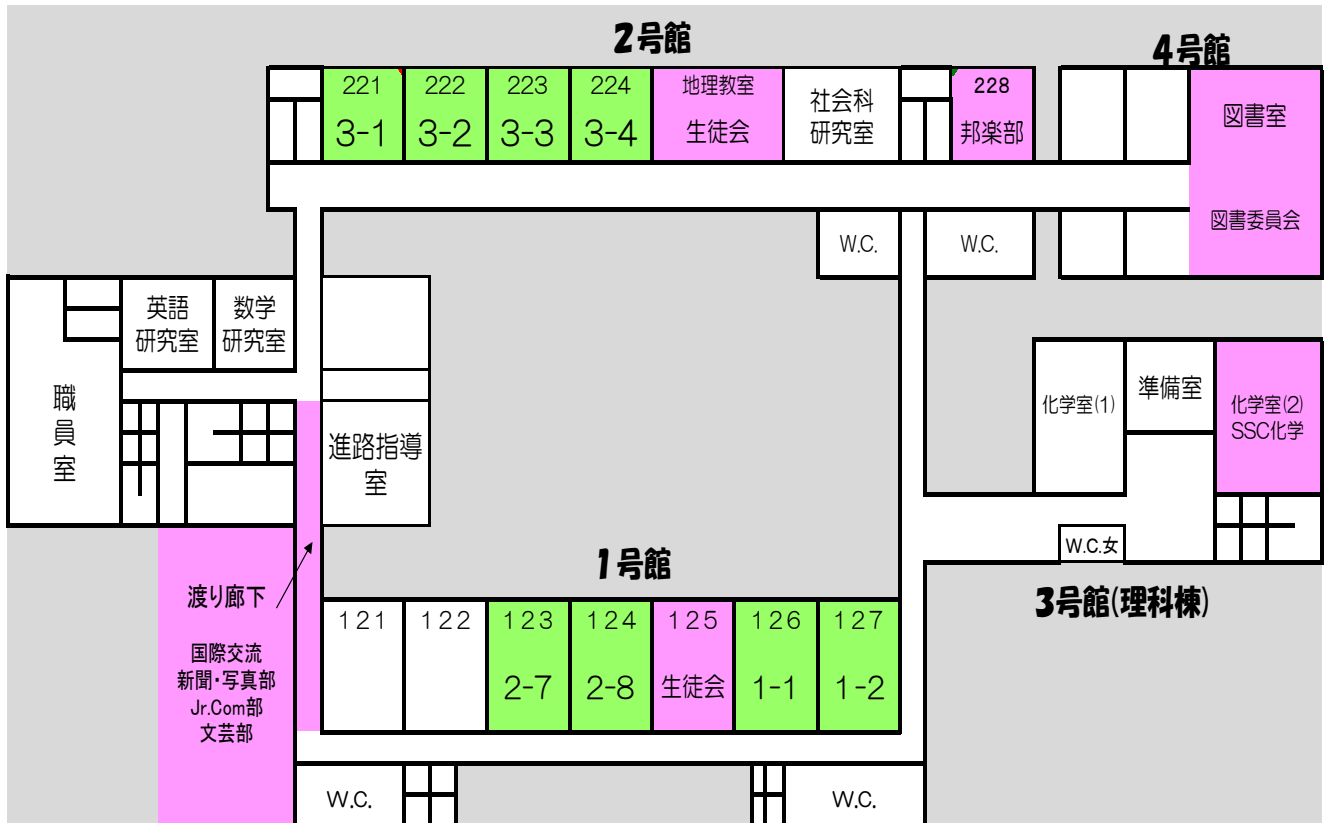 2号館
4号館
221
3-1
222
3-2
223
3-3
224
3-4
地理教室
生徒会
社会科
研究室
228
邦楽部
図書室
図書委員会
W.C.
W.C.
英語
研究室
数学
研究室
職
員
室
進路指導
室
化学室(1)
準備室
化学室(2)
SSC化学
W.C.女
3号館(理科棟)
1号館
渡り廊下
国際交流
新聞・写真部
Jr.Com部
文芸部
121
122
123
2-7
124
2-8
125
生徒会
126
1-1
127
1-2
W.C.
W.C.